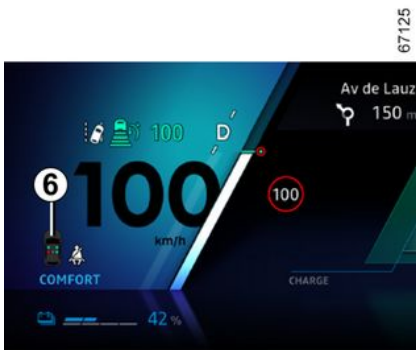 67125
Av de Lauz
150 m
100
D
6
100
100
km/h
COMFORT
CHARGE
42 %